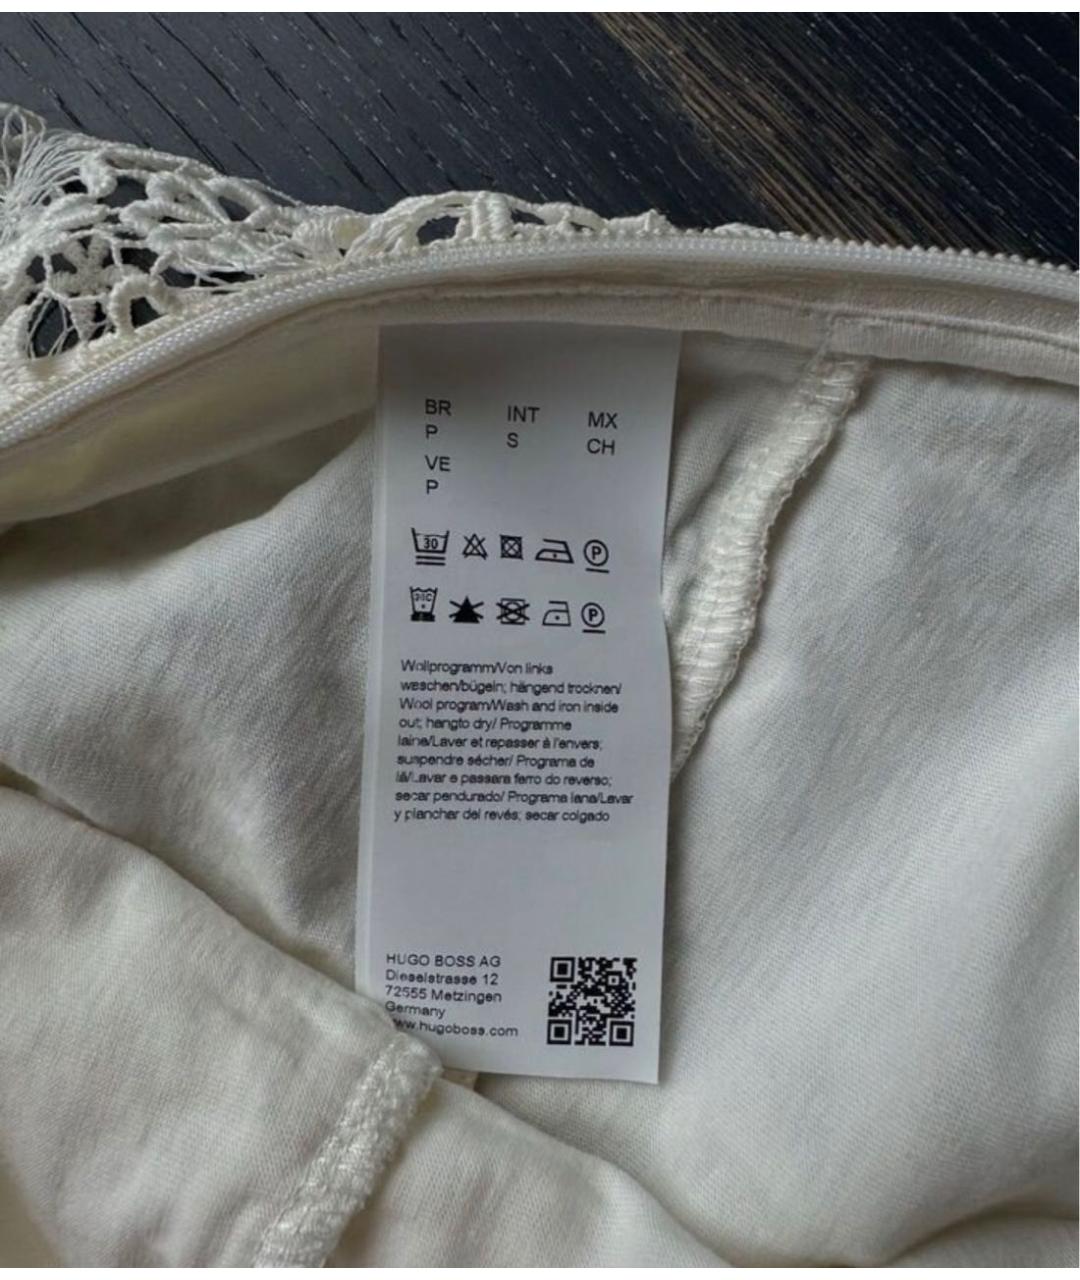 BR INT MX
P S CH
VE
P
30
P
30C
P
Wollprogramm/Von links
waschen/bügeln; hängend trocknen/
Wool program/Wash and iron inside
out; hangto dry/ Programme
laine/Laver et repasser à l'envers;
suspendre sécher/ Programa de
lã/Lavar e passara ferro do reverso;
secar pendurado/ Programa lana/Lavar
y planchar del revés; secar colgado
HUGO BOSS AG
Dieselstrasse 12
72555 Metzingen
Germany
www.hugoboss.com